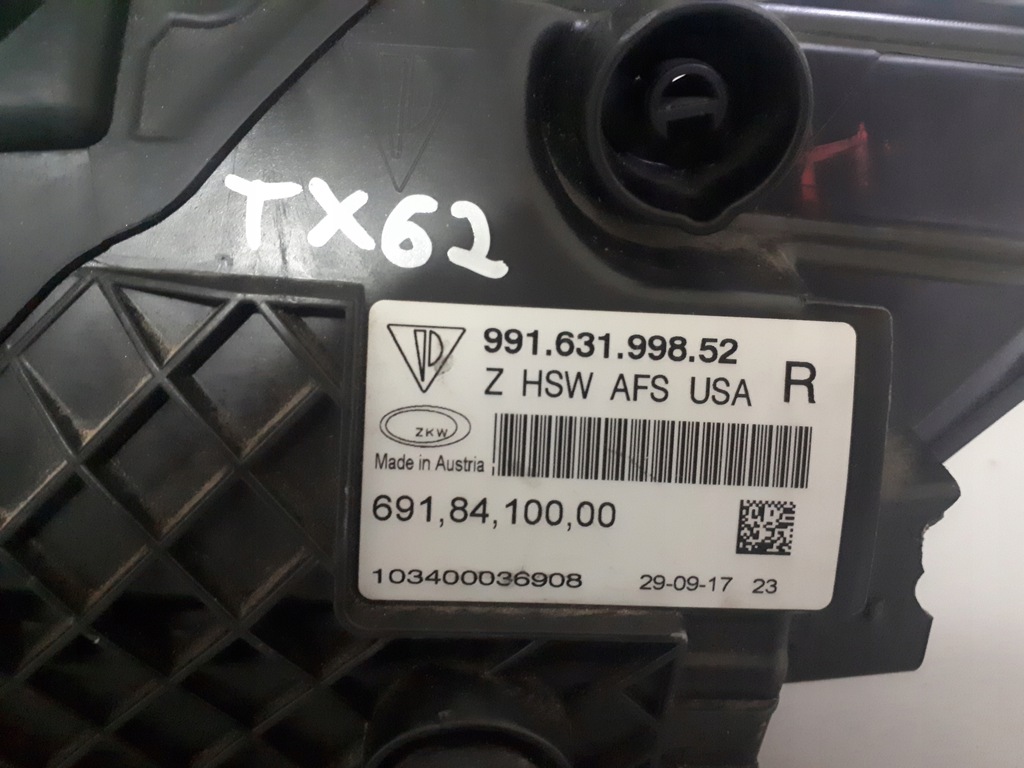 TX62
991.631.998.52
Z HSW AFS USA R
ZKW
Made in Austria
691,84,100,00
103400036908 29-09-17 23